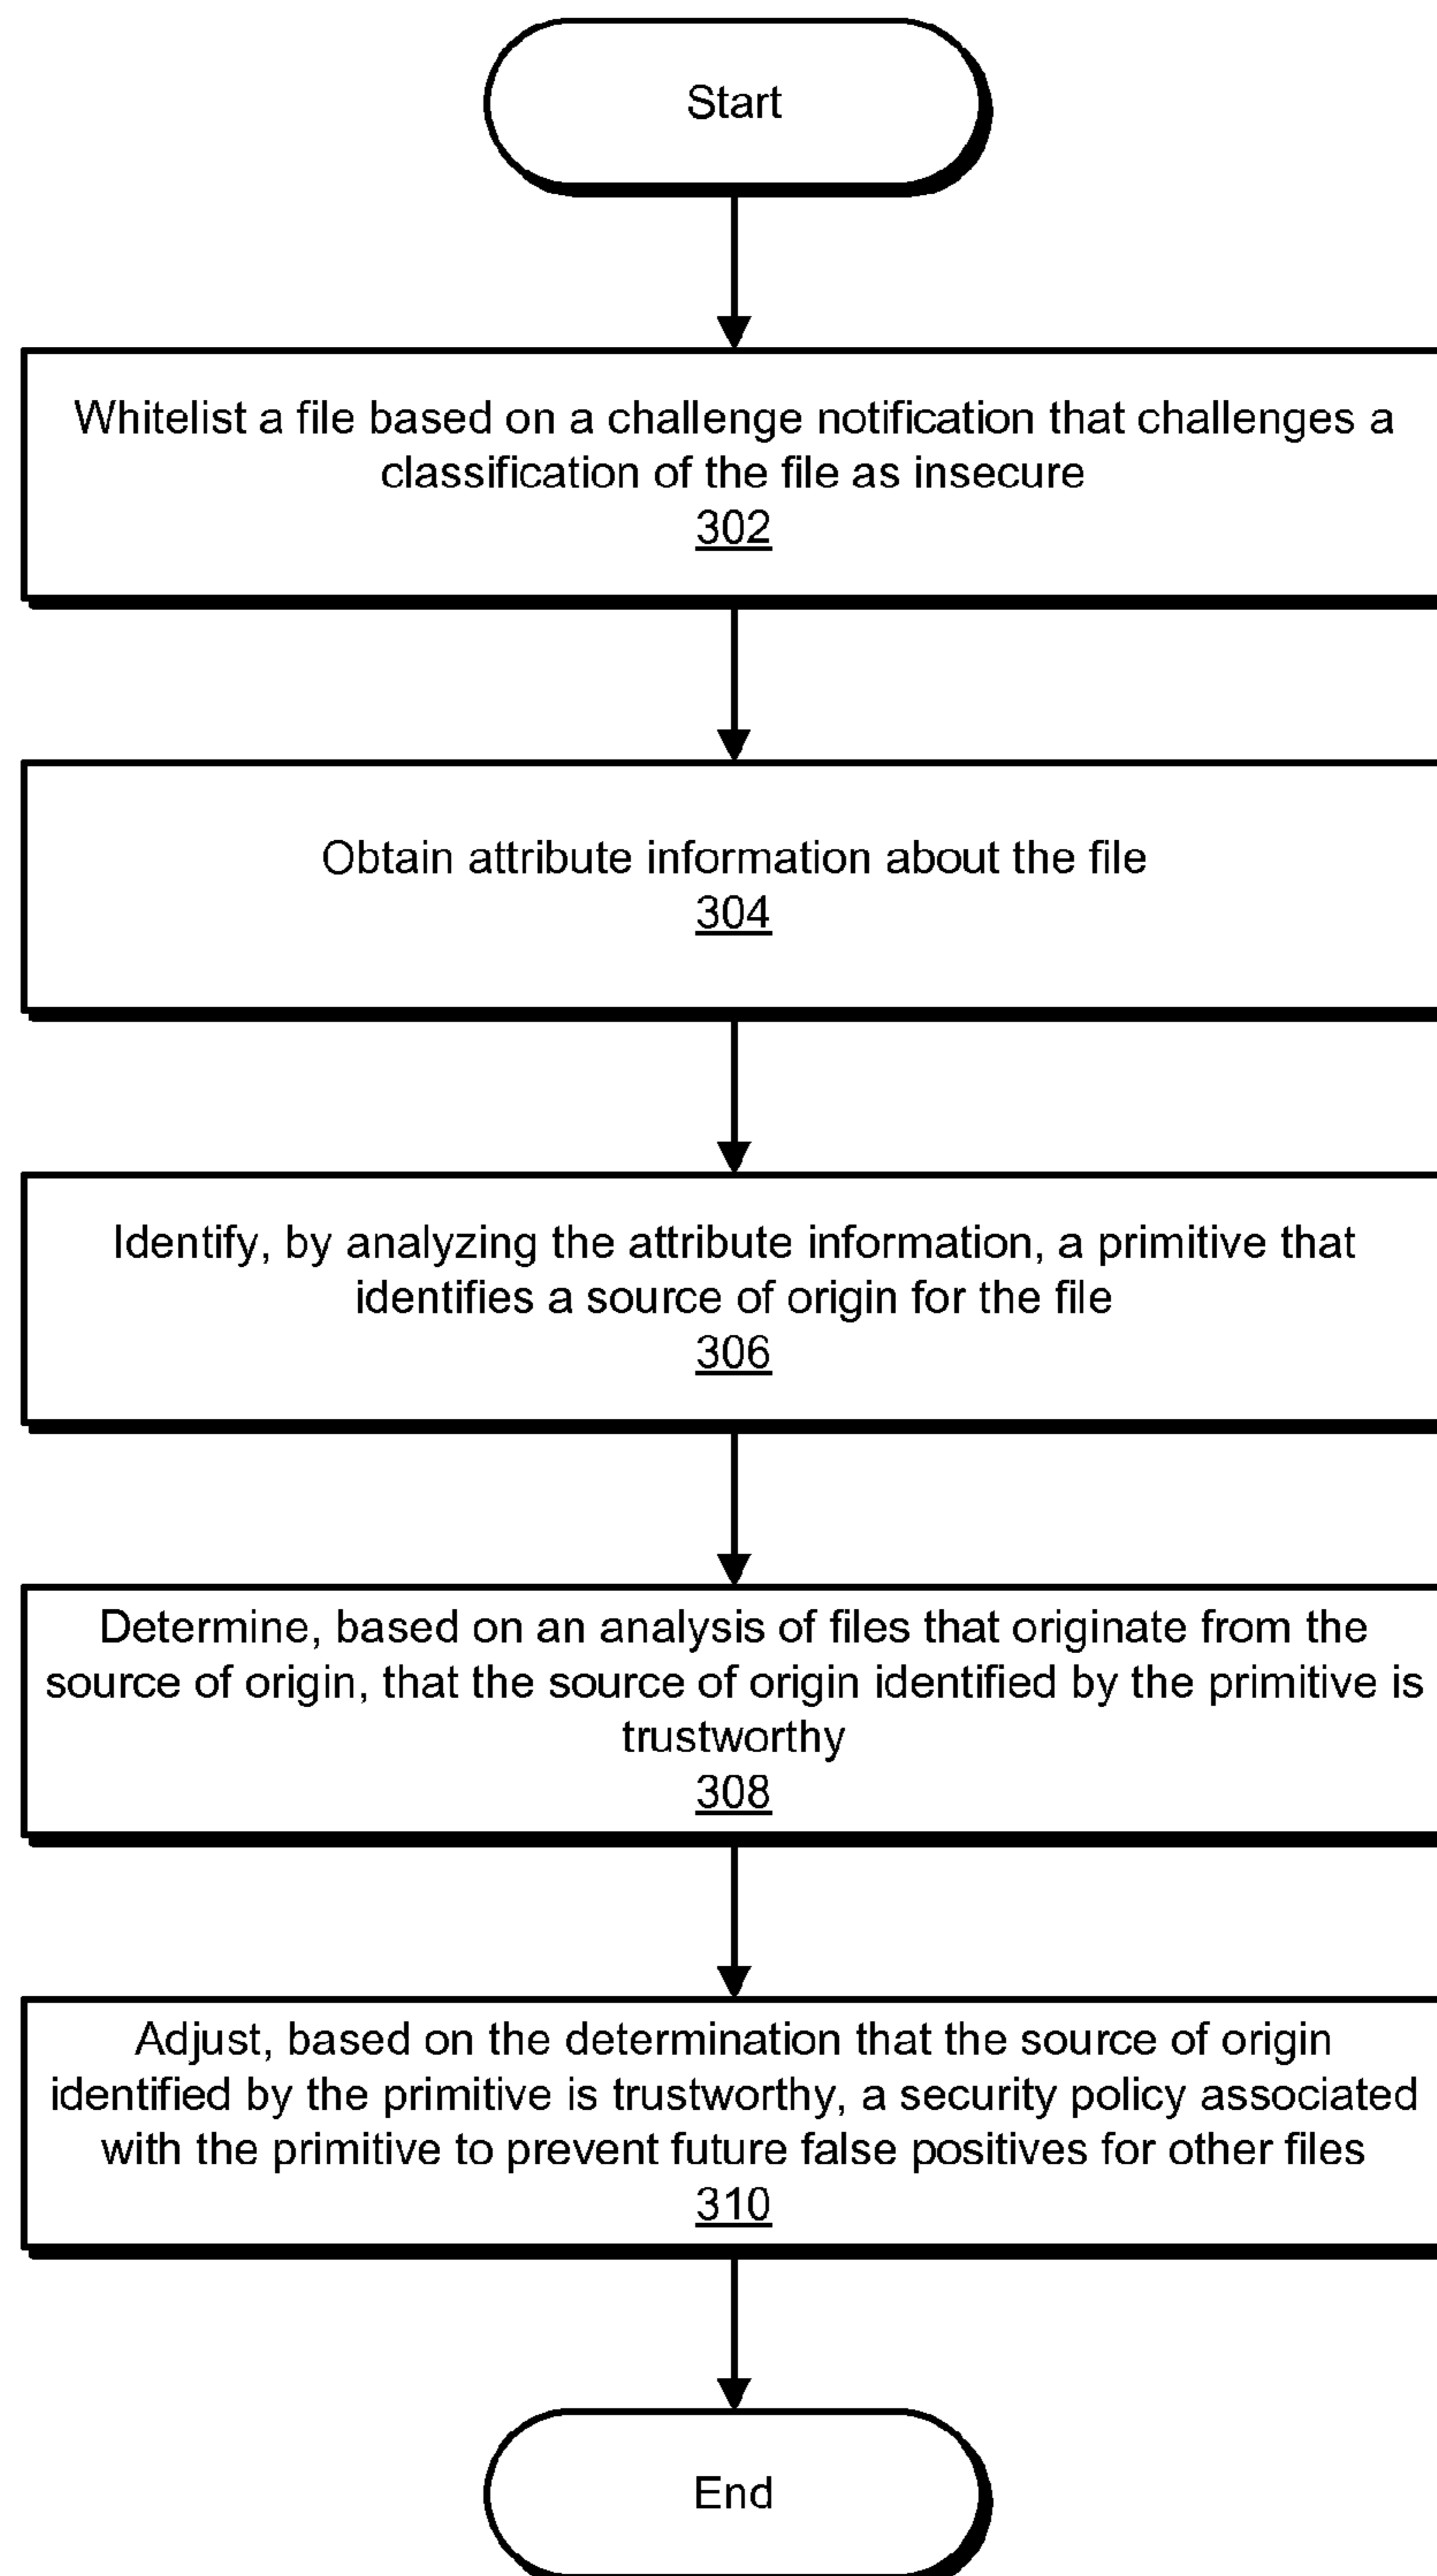 Start
Whitelist a file based on a challenge notification that challenges a
classification of the file as insecure
302
Obtain attribute information about the file
304
Identify, by analyzing the attribute information, a primitive that
identifies a source of origin for the file
306
Determine, based on an analysis of files that originate from the
source of origin, that the source of origin identified by the primitive is
trustworthy
308
Adjust, based on the determination that the source of origin
identified by the primitive is trustworthy, a security policy associated
with the primitive to prevent future false positives for other files
310
End